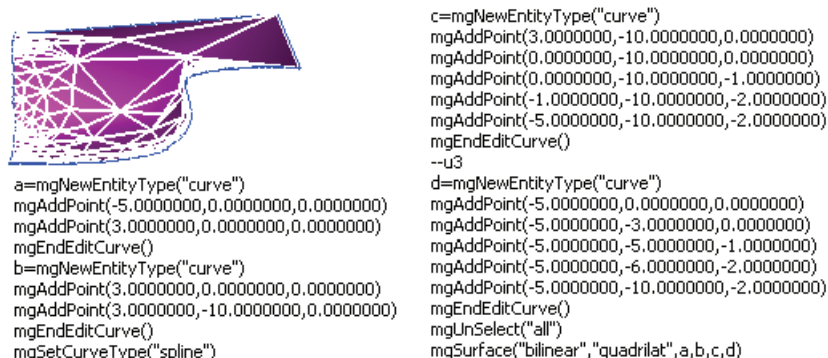 a=mgNewEntityType("curve")
mgAddPoint(-5.0000000,0.0000000,0.0000000)
mgAddPoint(3.0000000,0.0000000,0.0000000)
mgEndEditCurve()
b=mgNewEntityType("curve")
mgAddPoint(3.0000000,0.0000000,0.0000000)
mgAddPoint(3.0000000,-10.0000000,0.0000000)
mgEndEditCurve()
mgSetCurveType("spline")
c=mgNewEntityType("curve")
mgAddPoint(3.0000000,-10.0000000,0.0000000)
mgAddPoint(0.0000000,-10.0000000,0.0000000)
mgAddPoint(0.0000000,-10.0000000,-1.0000000)
mgAddPoint(-1.0000000,-10.0000000,-2.0000000)
mgAddPoint(-5.0000000,-10.0000000,-2.0000000)
mgEndEditCurve()
--u3
d=mgNewEntityType("curve")
mgAddPoint(-5.0000000,0.0000000,0.0000000)
mgAddPoint(-5.0000000,-3.0000000,0.0000000)
mgAddPoint(-5.0000000,-5.0000000,-1.0000000)
mgAddPoint(-5.0000000,-6.0000000,-2.0000000)
mgAddPoint(-5.0000000,-10.0000000,-2.0000000)
mgEndEditCurve()
mgUnSelect("all")
mgSurface("bilinear","quadrilat",a,b,c,d)